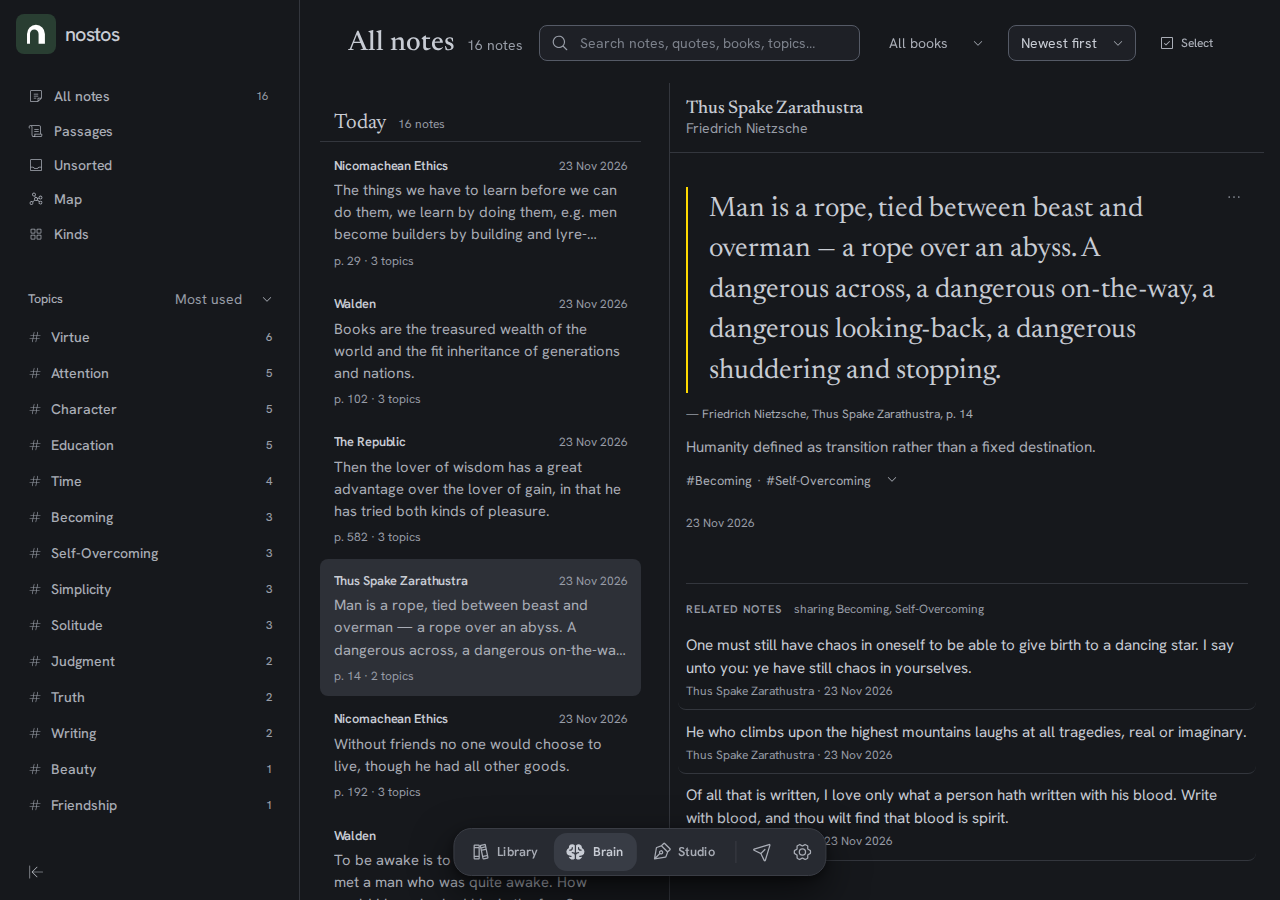 nostos
All notes 16
Passages
Unsorted
Map
Kinds
Topics Most used
# Virtue 6
# Attention 5
# Character 5
# Education 5
# Time 4
# Becoming 3
# Self-Overcoming 3
# Simplicity 3
# Solitude 3
# Judgment 2
# Truth 2
# Writing 2
# Beauty 1
# Friendship 1
All notes 16 notes
Search notes, quotes, books, topics...
All books
Newest first
Select
Today 16 notes
Nicomachean Ethics 23 Nov 2026
The things we have to learn before we can
do them, we learn by doing them, e.g. men
become builders by building and lyre-...
p. 29 · 3 topics
Walden 23 Nov 2026
Books are the treasured wealth of the
world and the fit inheritance of generations
and nations.
p. 102 · 3 topics
The Republic 23 Nov 2026
Then the lover of wisdom has a great
advantage over the lover of gain, in that he
has tried both kinds of pleasure.
p. 582 · 3 topics
Thus Spake Zarathustra 23 Nov 2026
Man is a rope, tied between beast and
overman — a rope over an abyss. A
dangerous across, a dangerous on-the-wa...
p. 14 · 2 topics
Nicomachean Ethics 23 Nov 2026
Without friends no one would choose to
live, though he had all other goods.
p. 192 · 3 topics
Walden
To be awake is to
met a man who was quite awake. How
Thus Spake Zarathustra
Friedrich Nietzsche
Man is a rope, tied between beast and
overman — a rope over an abyss. A
dangerous across, a dangerous on-the-way, a
dangerous looking-back, a dangerous
shuddering and stopping.
— Friedrich Nietzsche, Thus Spake Zarathustra, p. 14
Humanity defined as transition rather than a fixed destination.
#Becoming · #Self-Overcoming
23 Nov 2026
RELATED NOTES sharing Becoming, Self-Overcoming
One must still have chaos in oneself to be able to give birth to a dancing star. I say
unto you: ye have still chaos in yourselves.
Thus Spake Zarathustra · 23 Nov 2026
He who climbs upon the highest mountains laughs at all tragedies, real or imaginary.
Thus Spake Zarathustra · 23 Nov 2026
Of all that is written, I love only what a person hath written with his blood. Write
with blood, and thou wilt find that blood is spirit.
23 Nov 2026
Library Brain Studio